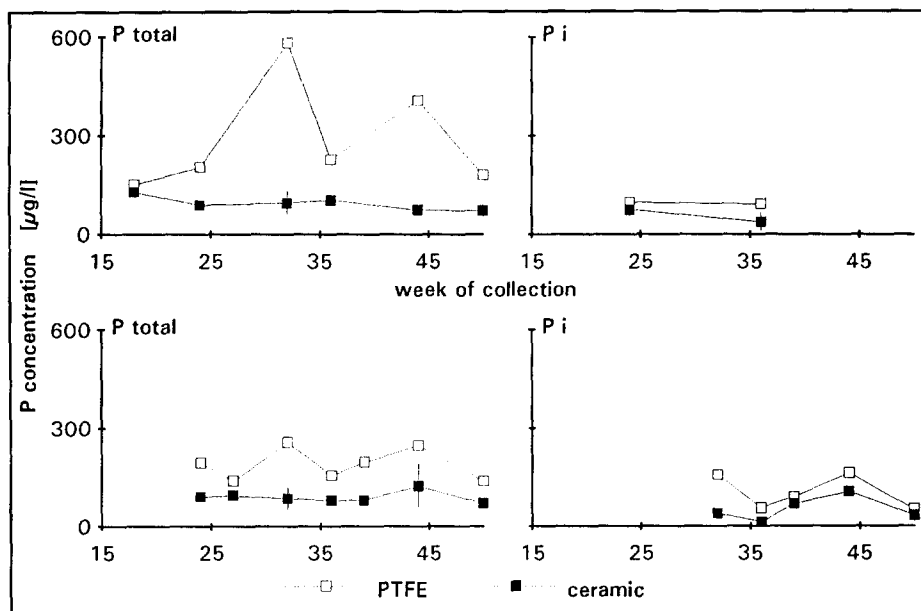 600 P total P i
300
0
15 25 35 45 15 25 35 45
week of collection
P concentration [µg/l]
600 P total P i
300
0
15 25 35 45 15 25 35 45
PTFE ceramic